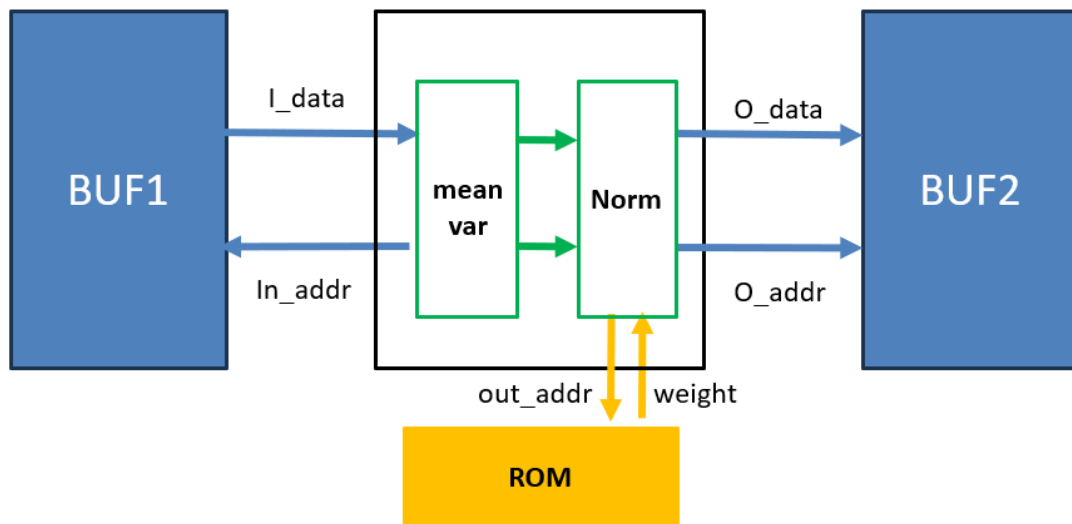 BUF1
I_data
In_addr
mean
var
Norm
O_data
O_addr
BUF2
out_addr
weight
ROM